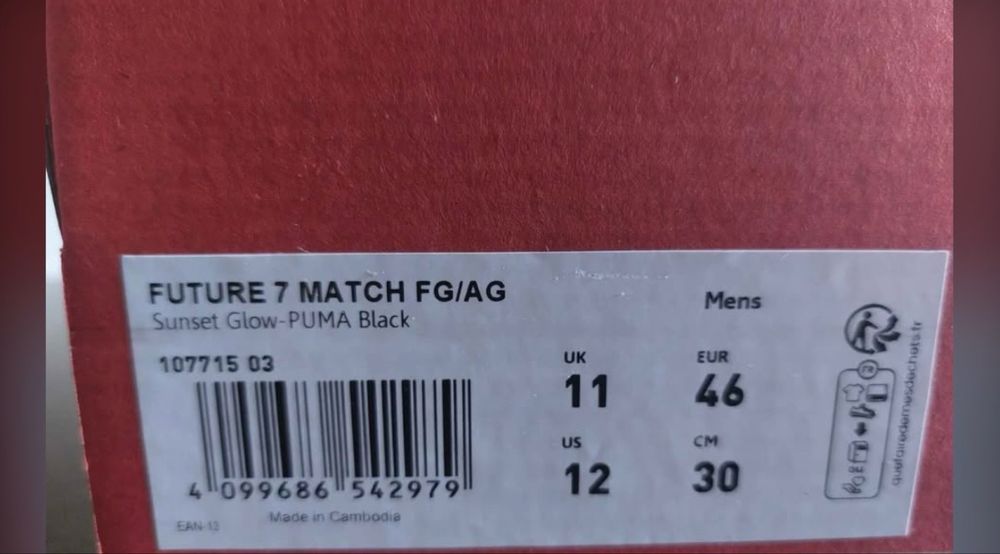 FUTURE 7 MATCH FG/AG
Mens
Sunset Glow-PUMA Black
107715 03
UK
11
EUR
46
US
12
CM
30
4 099686 542979
EAN-13
Made in Cambodia
FR
quefairedemesdechets.fr